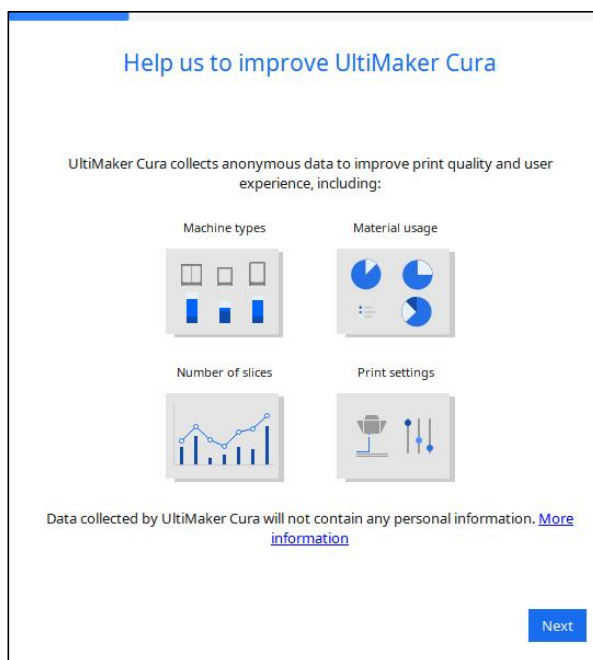 Help us to improve UltiMaker Cura
UltiMaker Cura collects anonymous data to improve print quality and user
experience, including:
Machine types
Material usage
Number of slices
Print settings
Data collected by UltiMaker Cura will not contain any personal information. More
information
Next